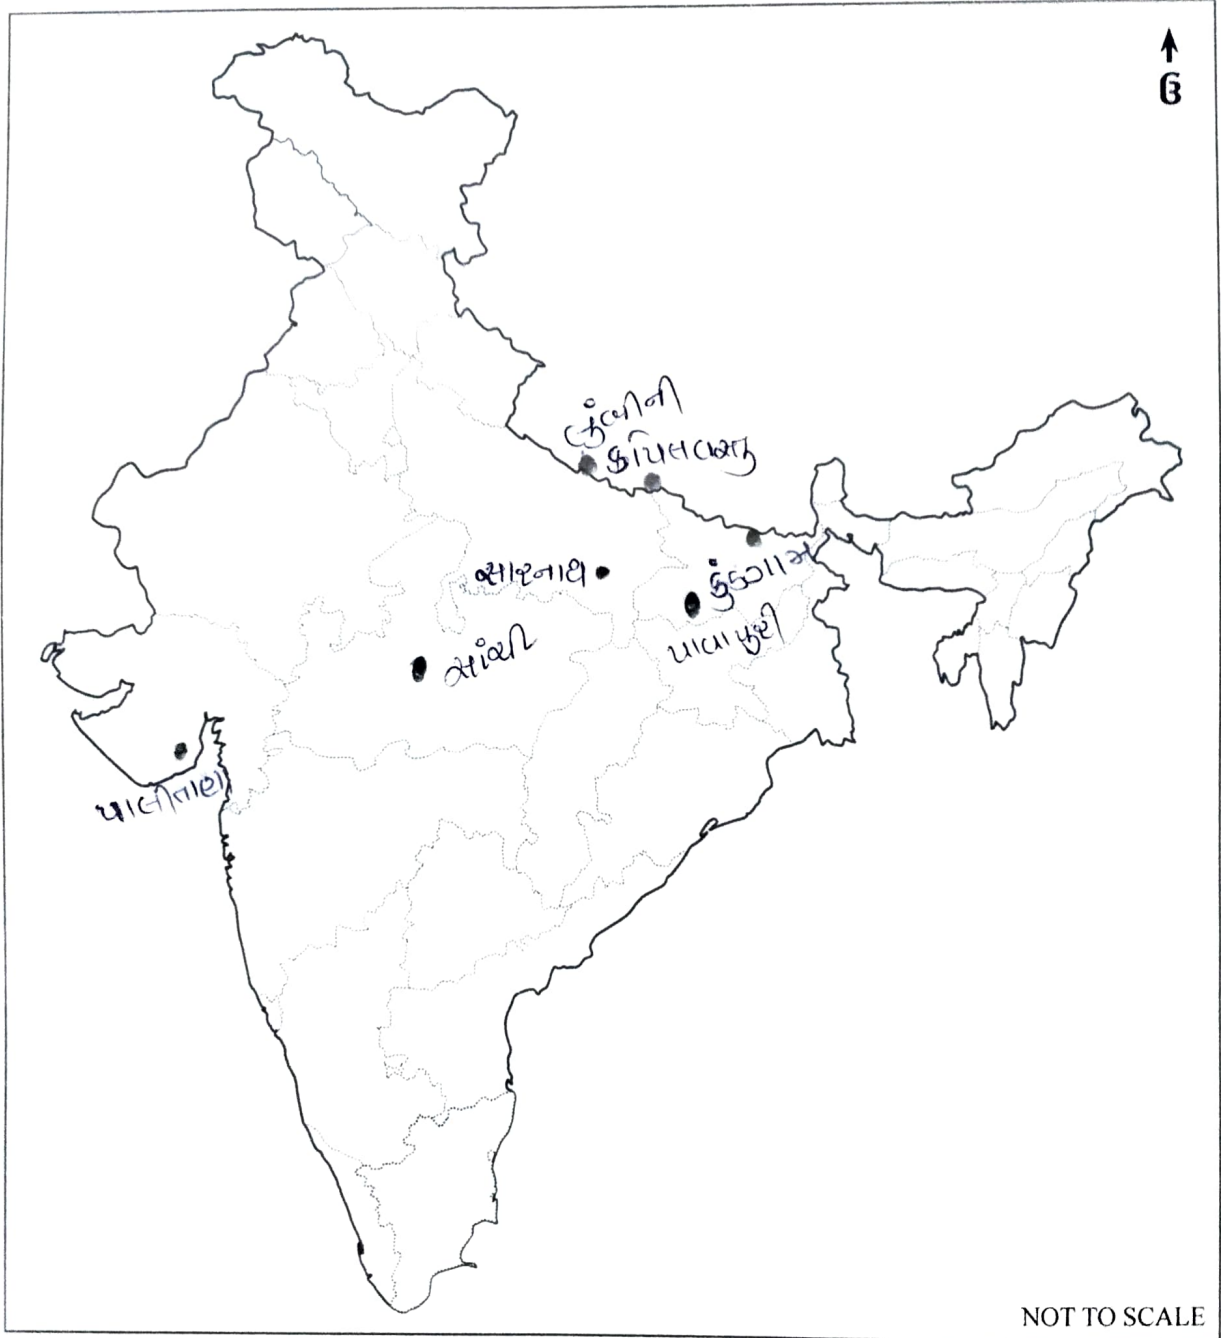 ઉ
લુંબીની
કપિલવસ્તુ
સારનાથ
કુંડગામ
સાંચી
પાવાપુરી
પાલીતાણા
NOT TO SCALE